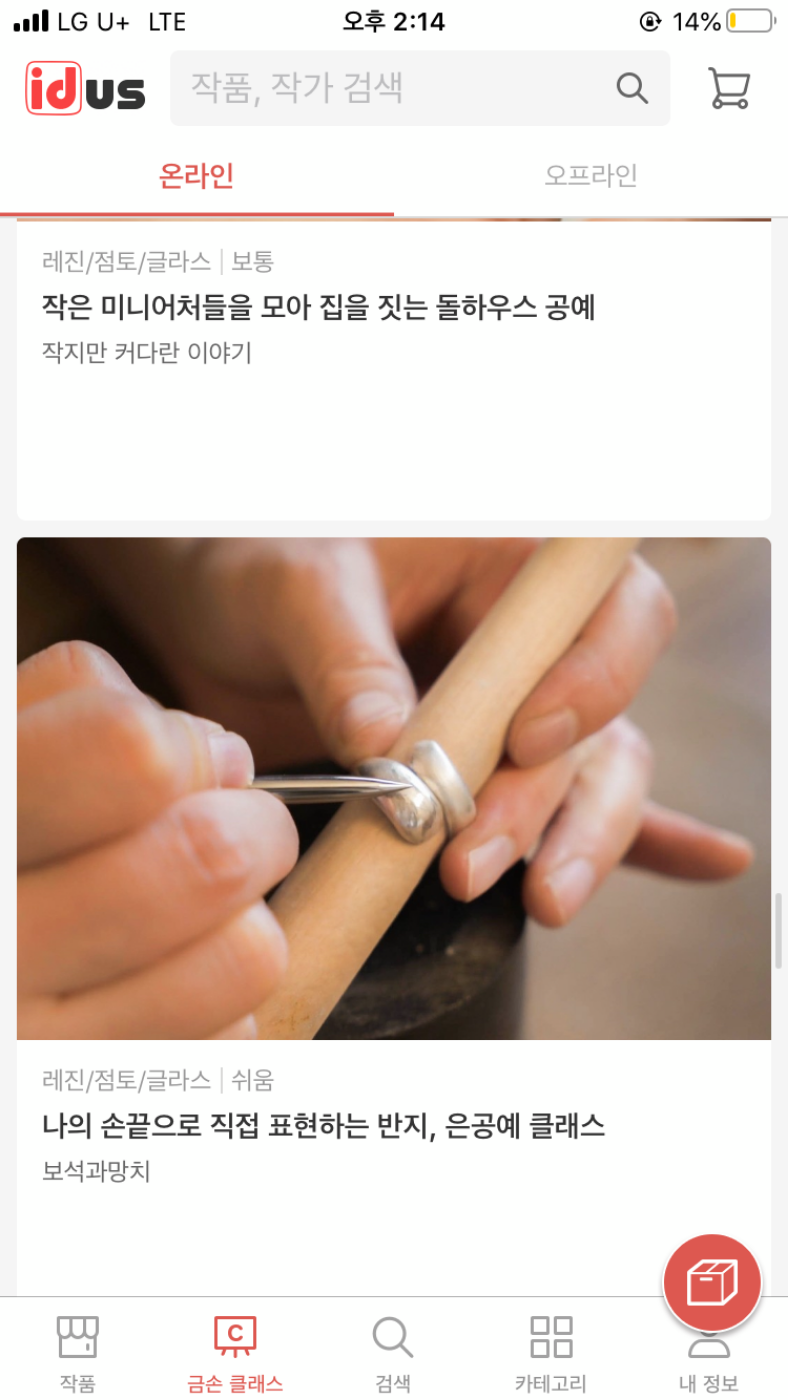 LG U+ LTE 오후 2:14 14%
idus 작품, 작가 검색
온라인 오프라인
레진/점토/글라스 | 보통
작은 미니어처들을 모아 집을 짓는 돌하우스 공예
작지만 커다란 이야기
레진/점토/글라스 | 쉬움
나의 손끝으로 직접 표현하는 반지, 은공예 클래스
보석과망치
C
작품 금손 클래스 검색 카테고리 내 정보